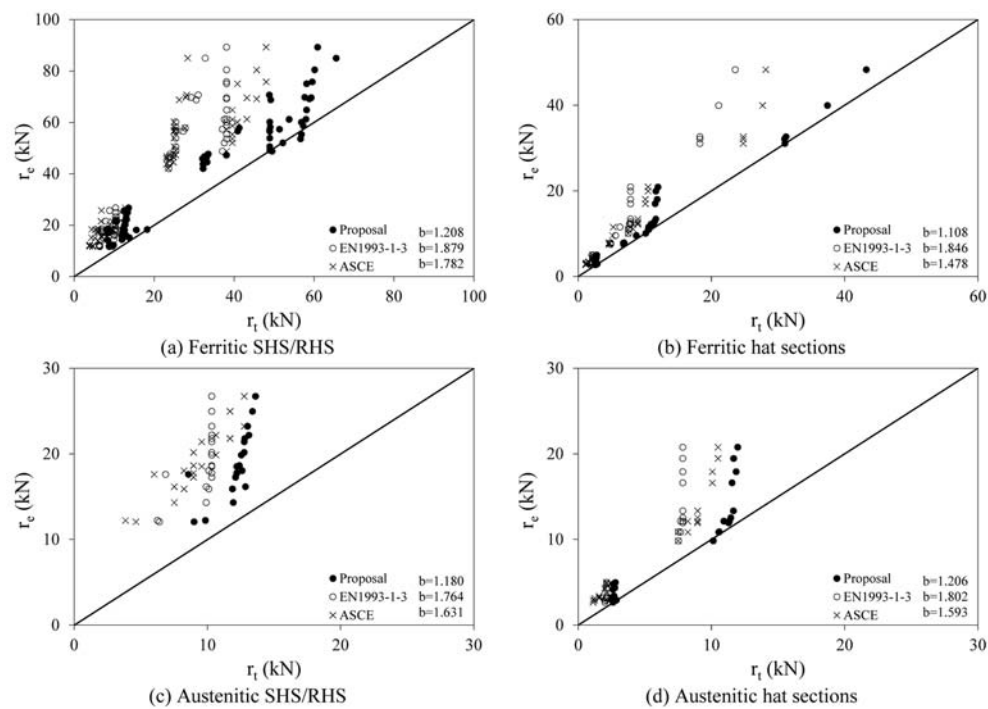 100
80
60
40
20
0
0 20 40 60 80 100
r_e (kN)
r_t (kN)
Proposal b=1.208
EN1993-1-3 b=1.879
ASCE b=1.782
(a) Ferritic SHS/RHS
60
40
20
0
0 20 40 60
r_e (kN)
r_t (kN)
Proposal b=1.108
EN1993-1-3 b=1.846
ASCE b=1.478
(b) Ferritic hat sections
30
20
10
0
0 10 20 30
r_e (kN)
r_t (kN)
Proposal b=1.180
EN1993-1-3 b=1.764
ASCE b=1.631
(c) Austenitic SHS/RHS
30
20
10
0
0 10 20 30
r_e (kN)
r_t (kN)
Proposal b=1.206
EN1993-1-3 b=1.802
ASCE b=1.593
(d) Austenitic hat sections